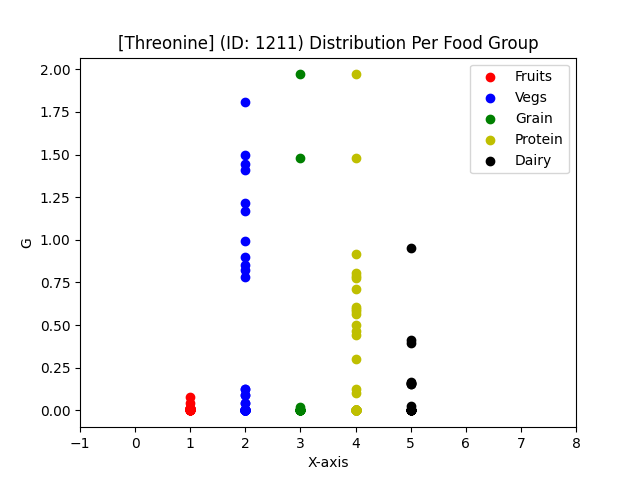 [Threonine] (ID: 1211) Distribution Per Food Group
2.00
1.75
1.50
1.25
1.00
0.75
0.50
0.25
0.00
G
−1 0 1 2 3 4 5 6 7 8
X-axis
Fruits
Vegs
Grain
Protein
Dairy